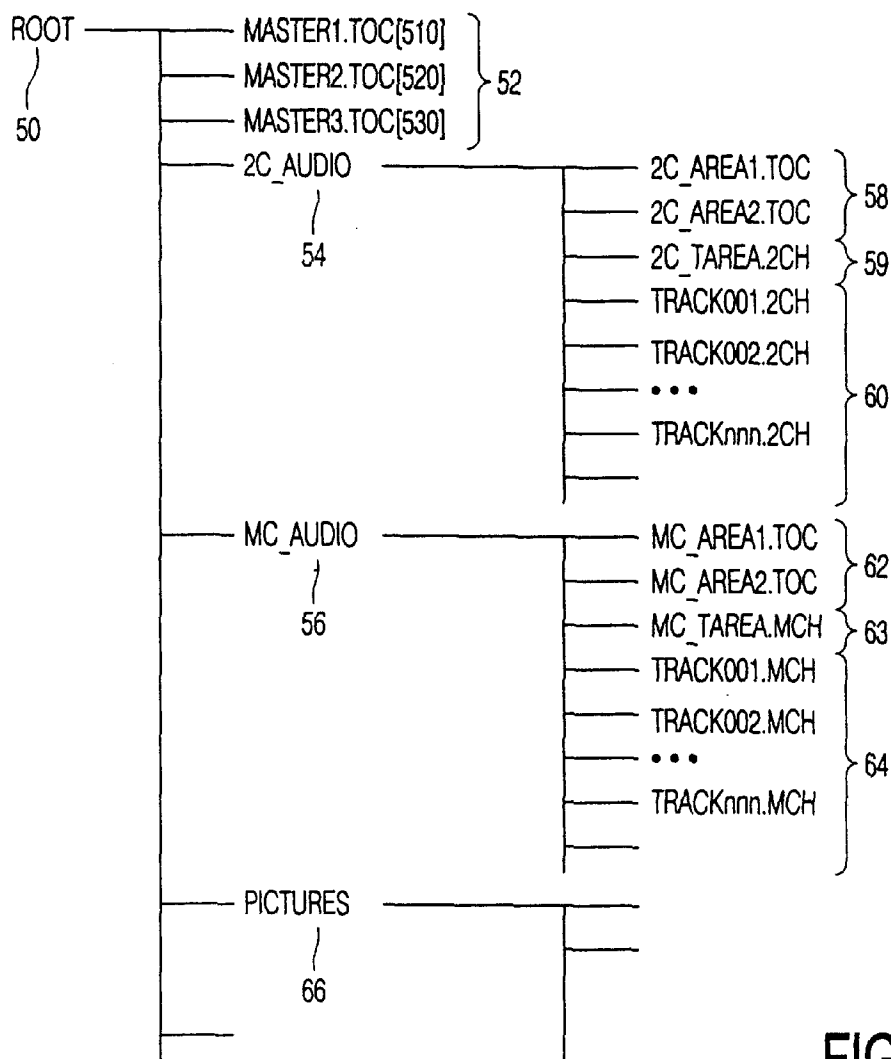 ROOT
50
MASTER1.TOC[510]
MASTER2.TOC[520]
MASTER3.TOC[530]
52
2C_AUDIO
54
2C_AREA1.TOC
2C_AREA2.TOC
58
2C_TAREA.2CH
59
TRACK001.2CH
TRACK002.2CH
•••
TRACKnnn.2CH
60
MC_AUDIO
56
MC_AREA1.TOC
MC_AREA2.TOC
62
MC_TAREA.MCH
63
TRACK001.MCH
TRACK002.MCH
•••
TRACKnnn.MCH
64
PICTURES
66
FIG